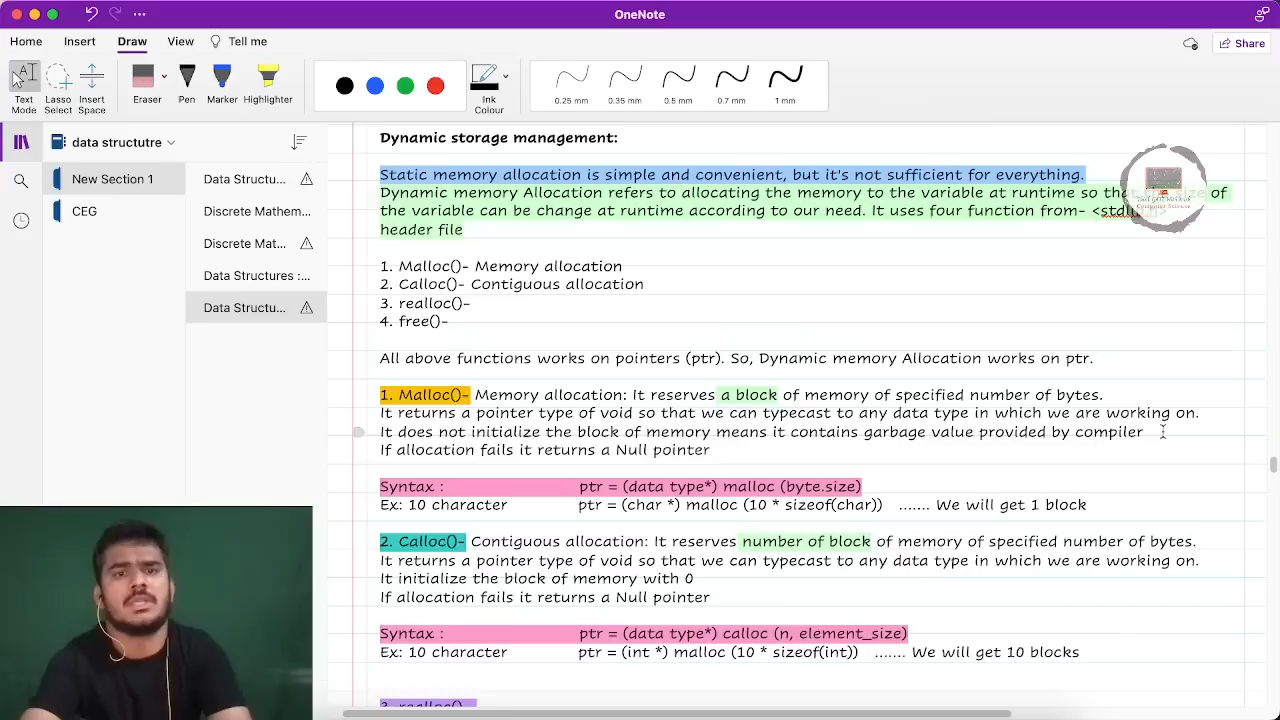 OneNote
Home Insert Draw View Tell me
Share
Text Mode
Lasso Select
Insert Space
Eraser
Pen
Marker
Highlighter
Ink Colour
0.25 mm 0.35 mm 0.5 mm 0.7 mm 1 mm
data structutre
New Section 1
CEG
Data Structu...
Discrete Mathem...
Discrete Mat...
Data Structures :...
Data Structu...
Dynamic storage management:
Static memory allocation is simple and convenient, but it's not sufficient for everything.
Dynamic memory Allocation refers to allocating the memory to the variable at runtime so that size of
the variable can be change at runtime according to our need. It uses four function from-
header file
1. Malloc()- Memory allocation
2. Calloc()- Contiguous allocation
3. realloc()-
4. free()-
All above functions works on pointers (ptr). So, Dynamic memory Allocation works on ptr.
1. Malloc()- Memory allocation: It reserves a block of memory of specified number of bytes.
It returns a pointer type of void so that we can typecast to any data type in which we are working on.
It does not initialize the block of memory means it contains garbage value provided by compiler
If allocation fails it returns a Null pointer
Syntax : ptr = (data type*) malloc (byte.size)
Ex: 10 character ptr = (char *) malloc (10 * sizeof(char)) ....... We will get 1 block
2. Calloc()- Contiguous allocation: It reserves number of block of memory of specified number of bytes.
It returns a pointer type of void so that we can typecast to any data type in which we are working on.
It initialize the block of memory with 0
If allocation fails it returns a Null pointer
Syntax : ptr = (data type*) calloc (n, element_size)
Ex: 10 character ptr = (int *) malloc (10 * sizeof(int)) ....... We will get 10 blocks
3. realloc()